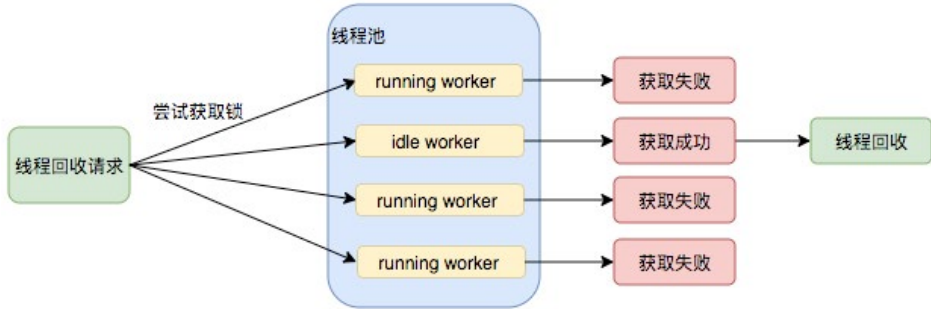 线程池
尝试获取锁
线程回收请求
running worker
获取失败
idle worker
获取成功
线程回收
running worker
获取失败
running worker
获取失败